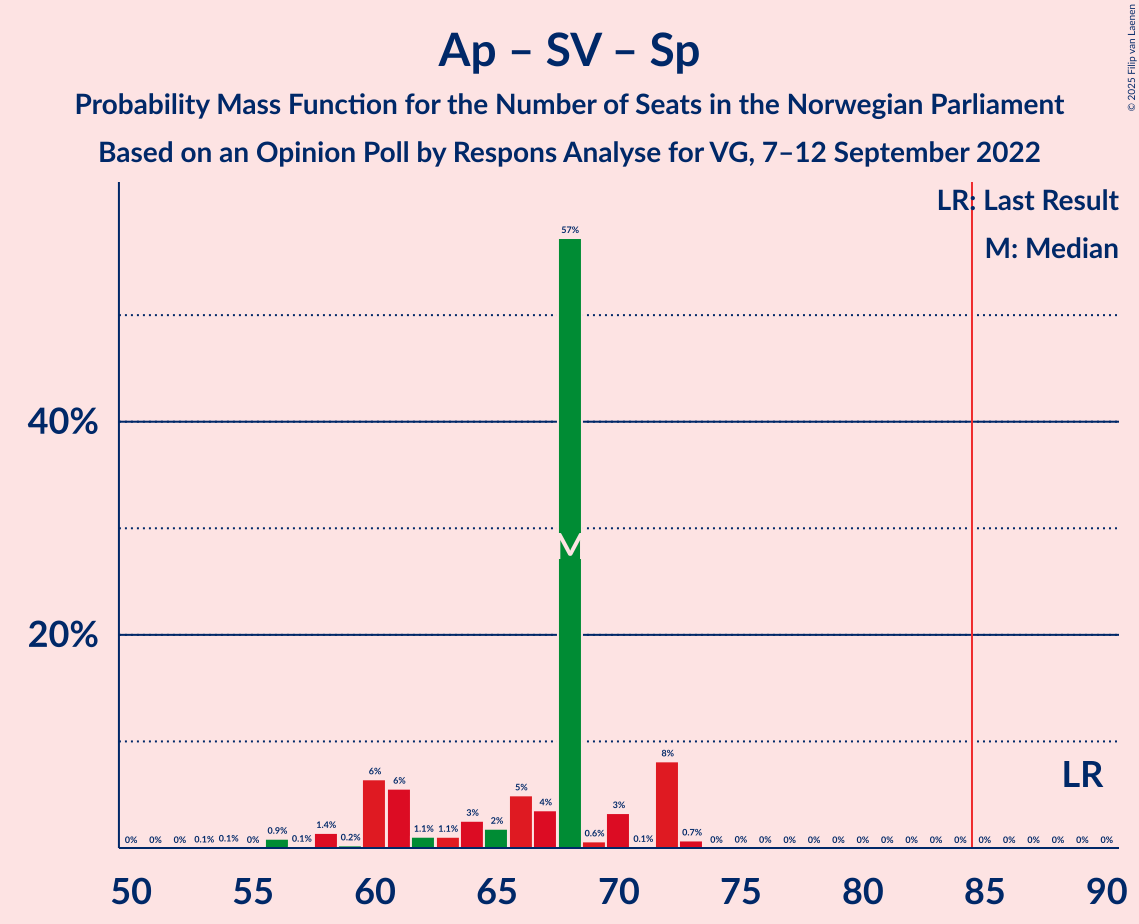 Ap – SV – Sp
Probability Mass Function for the Number of Seats in the Norwegian Parliament
Based on an Opinion Poll by Respons Analyse for VG, 7–12 September 2022
© 2025 Filip van Laenen
LR: Last Result
M: Median
57%
40%
M
20%
LR
0% 0% 0% 0.1% 0.1% 0% 0.9% 0.1% 1.4% 0.2% 6% 6% 1.1% 1.1% 3% 2% 5% 4% 0.6% 3% 0.1% 8% 0.7% 0% 0% 0% 0% 0% 0% 0% 0% 0% 0% 0% 0% 0% 0% 0% 0% 0%
50 55 60 65 70 75 80 85 90